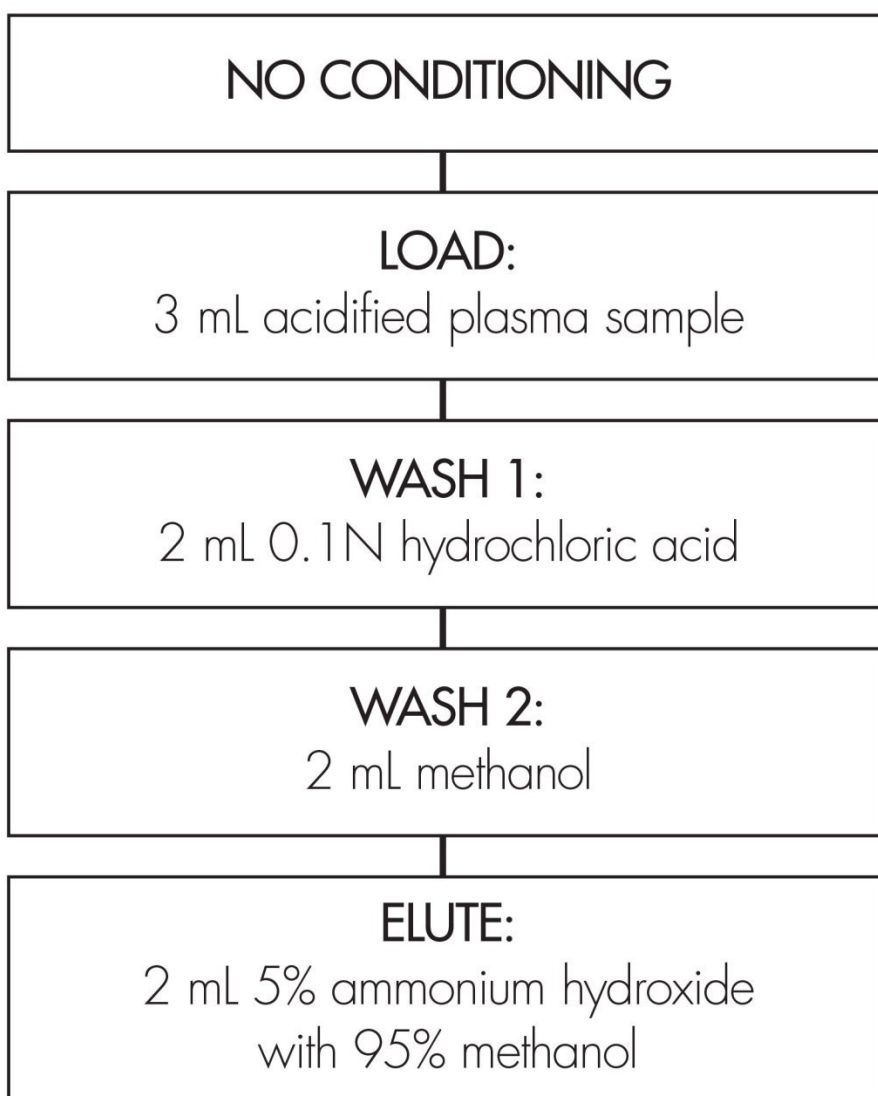 NO CONDITIONING
LOAD:
3 mL acidified plasma sample
WASH 1:
2 mL 0.1N hydrochloric acid
WASH 2:
2 mL methanol
ELUTE:
2 mL 5% ammonium hydroxide
with 95% methanol